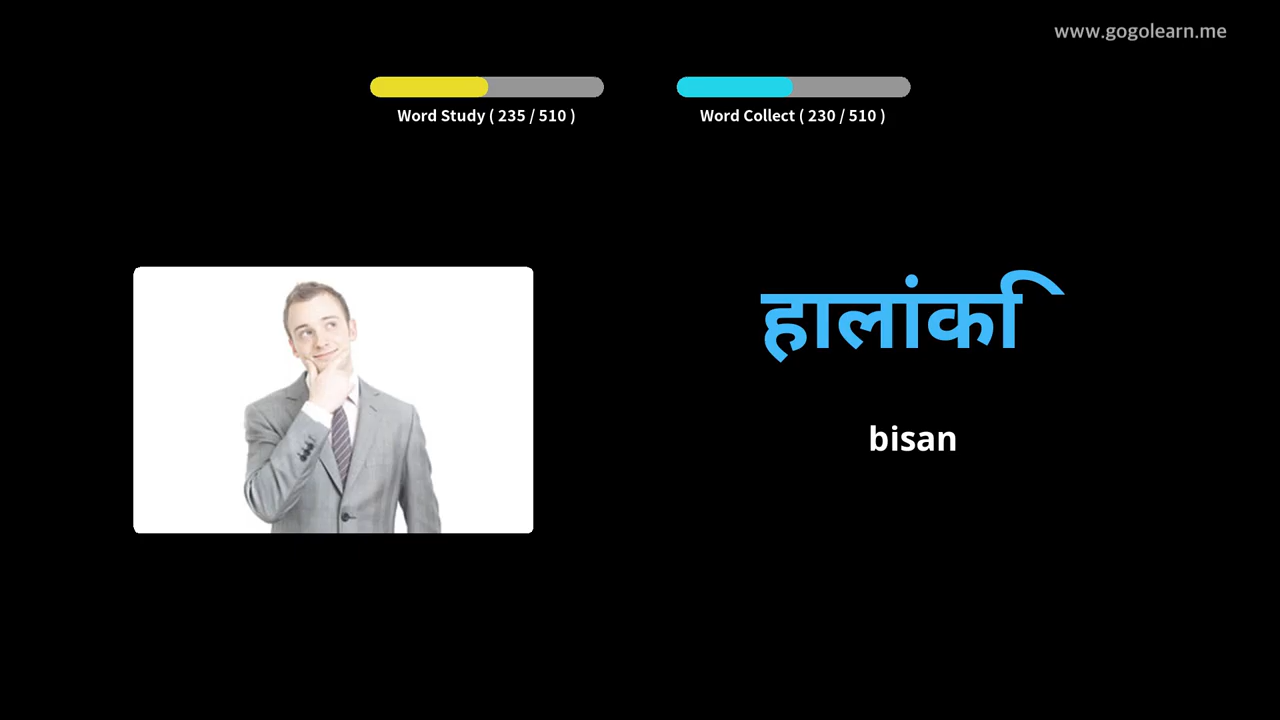 www.gogolearn.me
Word Study ( 235 / 510 )
Word Collect ( 230 / 510 )
हालांकि
bisan